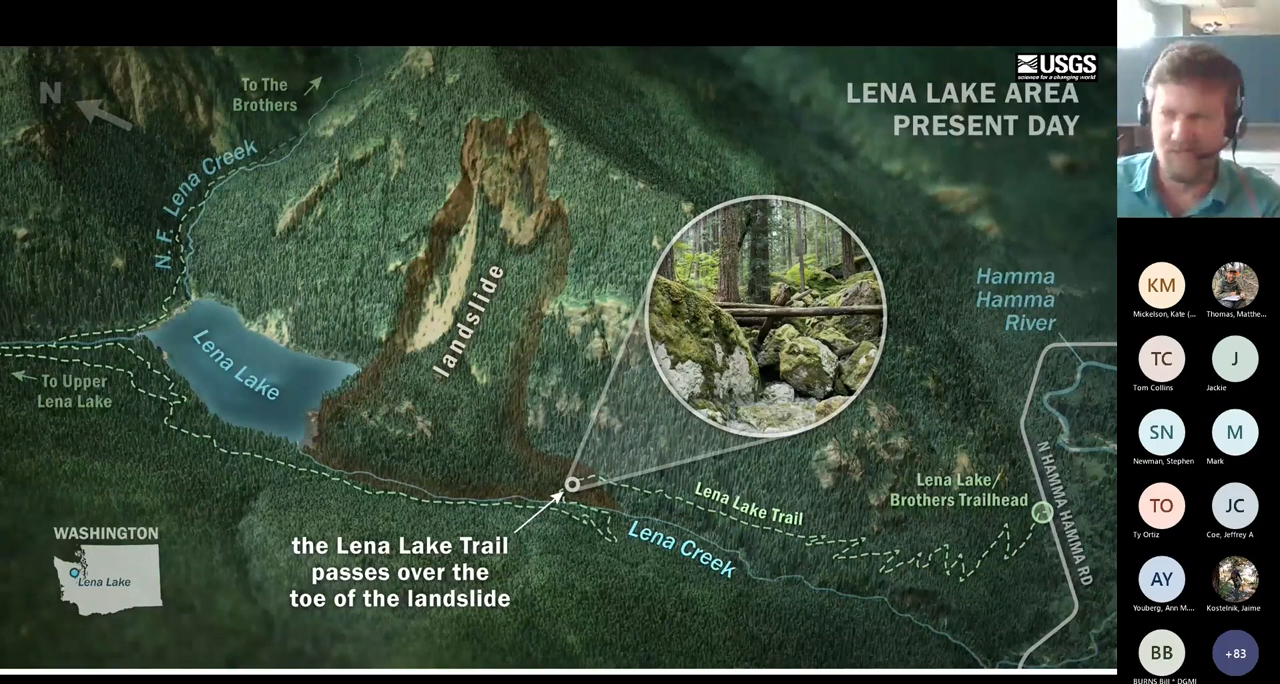 USGS
science for a changing world
LENA LAKE AREA
PRESENT DAY
N
To The
Brothers
N. F. Lena Creek
landslide
Lena Lake
To Upper
Lena Lake
Hamma
Hamma
River
N HAMMA HAMMA RD
Lena Lake/
Brothers Trailhead
Lena Lake Trail
Lena Creek
the Lena Lake Trail
passes over the
toe of the landslide
WASHINGTON
Lena Lake
KM
Mickelson, Kate (...
Thomas, Matthe...
TC
Tom Collins
J
Jackie
SN
Newman, Stephen
M
Mark
TO
Ty Ortiz
JC
Coe, Jeffrey A
AY
Youberg, Ann M....
Kostelnik, Jaime
BB
BURNS Bill * DGMI
+83